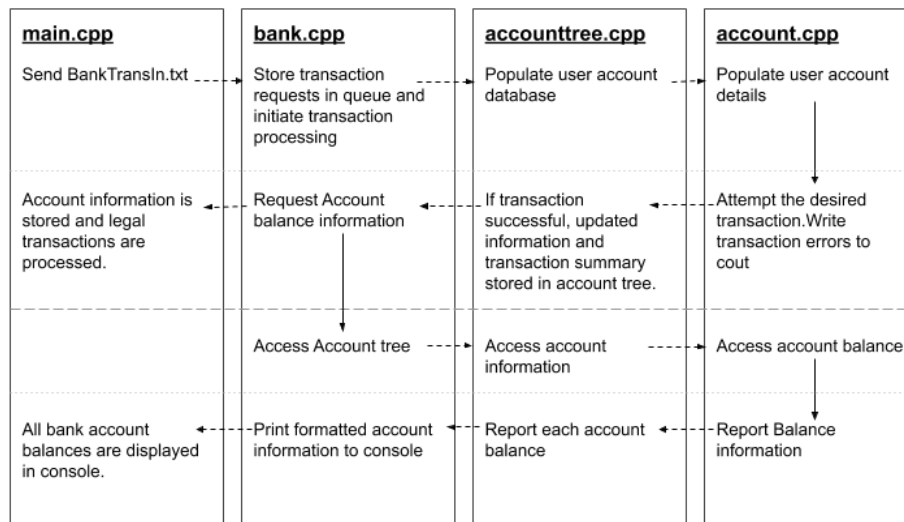 main.cpp
bank.cpp
accounttree.cpp
account.cpp
Send BankTransIn.txt
Store transaction
requests in queue and
initiate transaction
processing
Populate user account
database
Populate user account
details
Account information is
stored and legal
transactions are
processed.
Request Account
balance information
If transaction
successful, updated
information and
transaction summary
stored in account tree.
Attempt the desired
transaction.Write
transaction errors to
cout
Access Account tree
Access account
information
Access account balance
All bank account
balances are displayed
in console.
Print formatted account
information to console
Report each account
balance
Report Balance
information